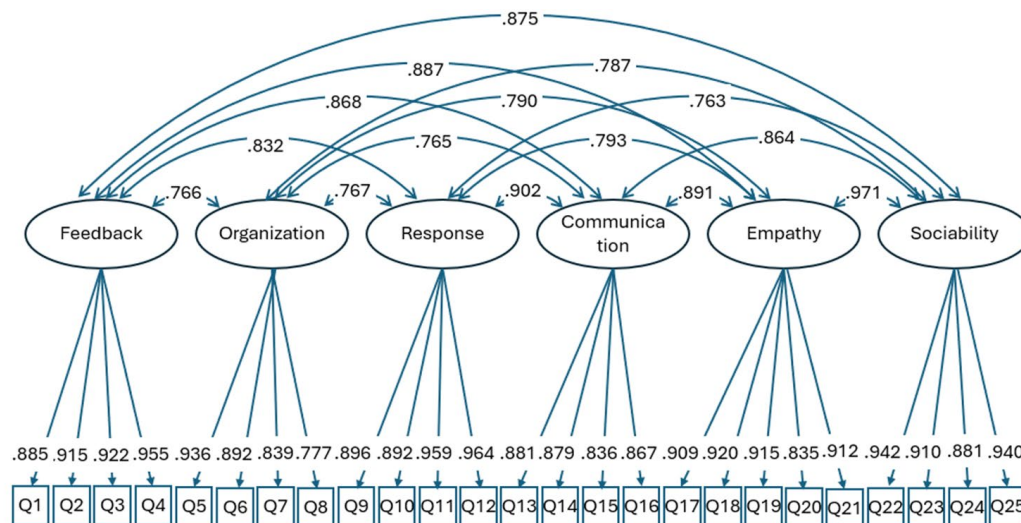 .875
.887 .787
.868 .790 .763
.832 .765 .793 .864
.766 .767 .902 .891 .971
Feedback Organization Response Communica Empathy Sociability
tion
.885 .915 .922 .955 .936 .892 .839 .777 .896 .892 .959 .964 .881 .879 .836 .867 .909 .920 .915 .835 .912 .942 .910 .881 .940
Q1 Q2 Q3 Q4 Q5 Q6 Q7 Q8 Q9 Q10 Q11 Q12 Q13 Q14 Q15 Q16 Q17 Q18 Q19 Q20 Q21 Q22 Q23 Q24 Q25